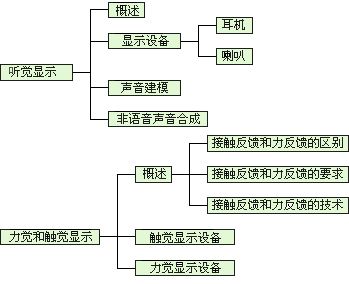 听觉显示
概述
显示设备
耳机
喇叭
声音建模
非语音声音合成
力觉和触觉显示
概述
接触反馈和力反馈的区别
接触反馈和力反馈的要求
接触反馈和力反馈的技术
触觉显示设备
力觉显示设备